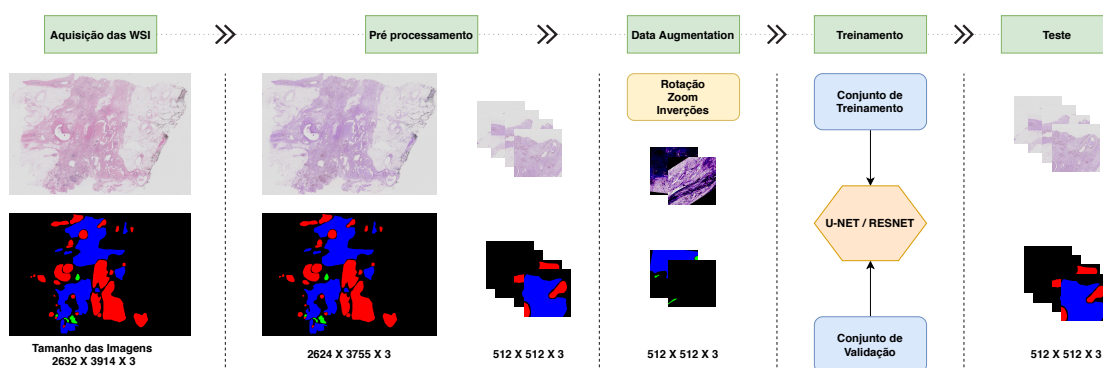 Aquisição das WSI
Pré processamento
Data Augmentation
Treinamento
Teste
Rotação
Zoom
Inverções
Conjunto de
Treinamento
U-NET / RESNET
Conjunto de
Validação
Tamanho das Imagens
2632 X 3914 X 3
2624 X 3755 X 3
512 X 512 X 3
512 X 512 X 3
512 X 512 X 3